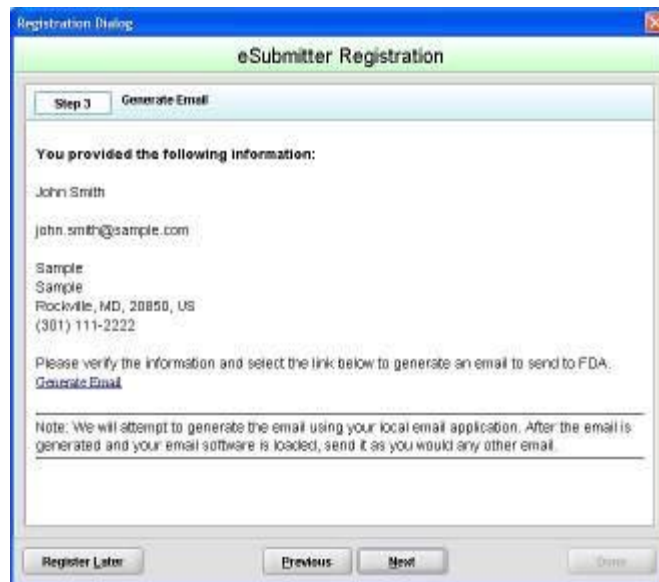 Registration Dialog
eSubmitter Registration
Step 3 Generate Email
You provided the following information:
John Smith
john.smith@sample.com
Sample
Sample
Rockville, MD, 20850, US
(301) 111-2222
Please verify the information and select the link below to generate an email to send to FDA.
Generate Email
Note: We will attempt to generate the email using your local email application. After the email is
generated and your email software is loaded, send it as you would any other email.
Register Later Previous Next Done